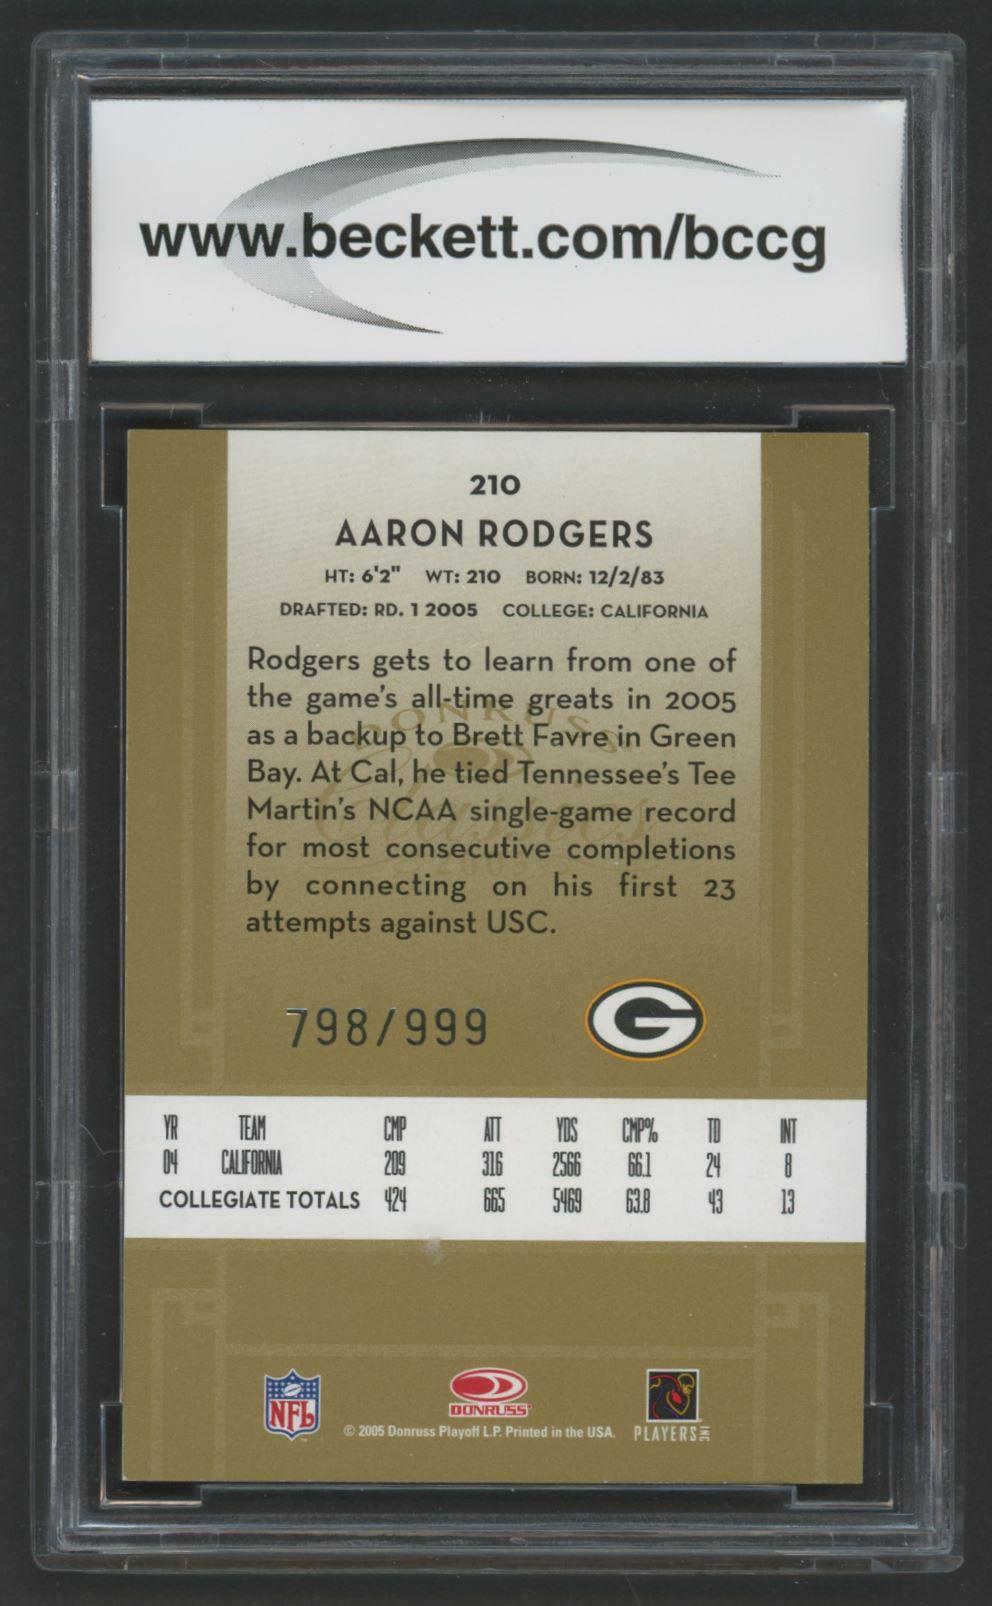 www.beckett.com/bccg
210
AARON RODGERS
HT: 6'2" WT: 210 BORN: 12/2/83
DRAFTED: RD. 1 2005 COLLEGE: CALIFORNIA
Rodgers gets to learn from one of
the game's all-time greats in 2005
as a backup to Brett Favre in Green
Bay. At Cal, he tied Tennessee's Tee
Martin's NCAA single-game record
for most consecutive completions
by connecting on his first 23
attempts against USC.
DONRUSS
Classics
798/999
G
YR TEAM CMP ATT YDS CMP% TD INT
04 CALIFORNIA 209 316 2566 66.1 24 8
COLLEGIATE TOTALS 424 665 5469 63.8 43 13
NFL
DONRUSS
© 2005 Donruss Playoff L.P. Printed in the USA.
PLAYERS INC